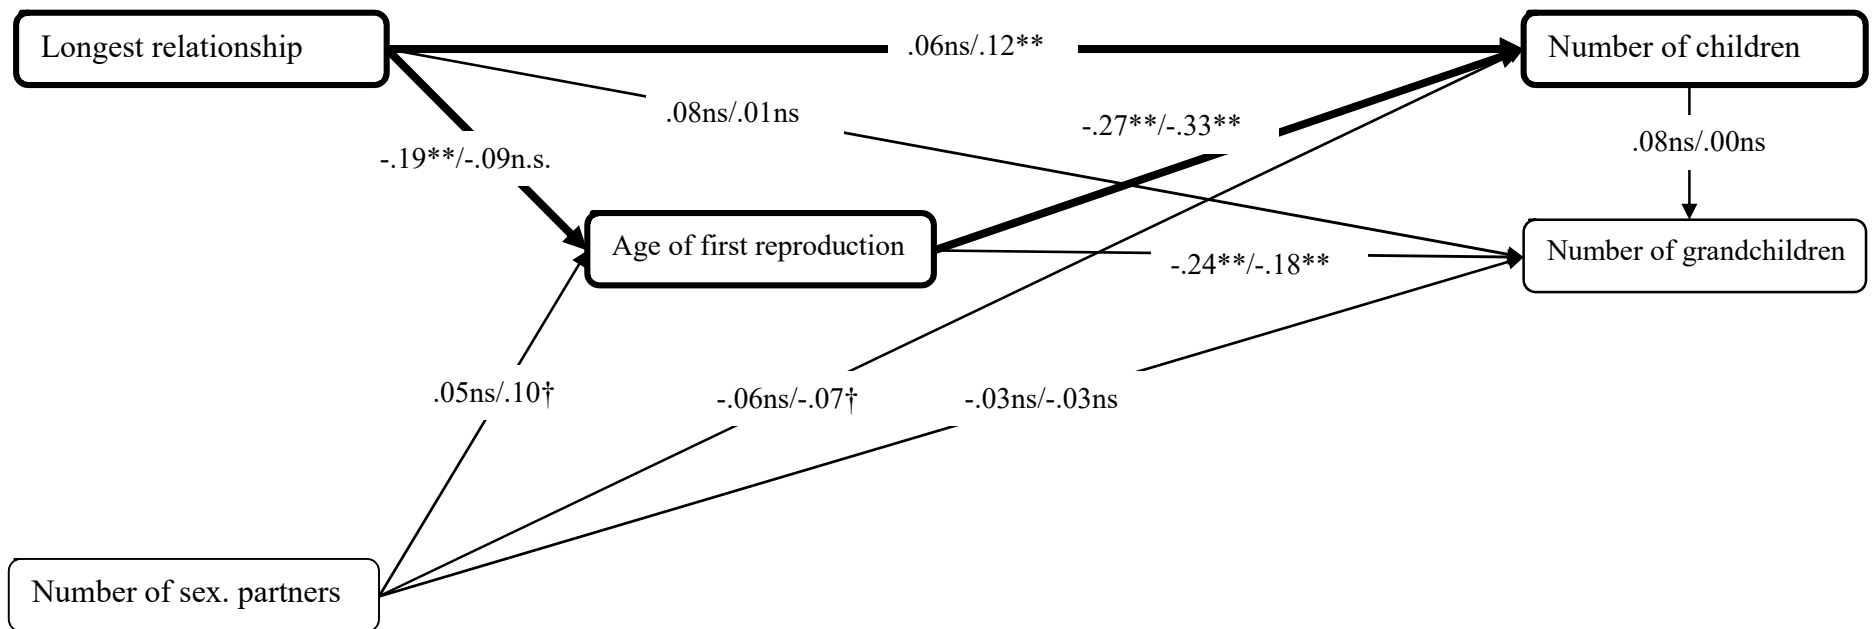 Longest relationship
.06ns/.12**
Number of children
.08ns/.01ns
-.27**/-.33**
.08ns/.00ns
-.19**/-.09n.s.
Age of first reproduction
-.24**/-.18**
Number of grandchildren
.05ns/.10†
-.06ns/-.07†
-.03ns/-.03ns
Number of sex. partners